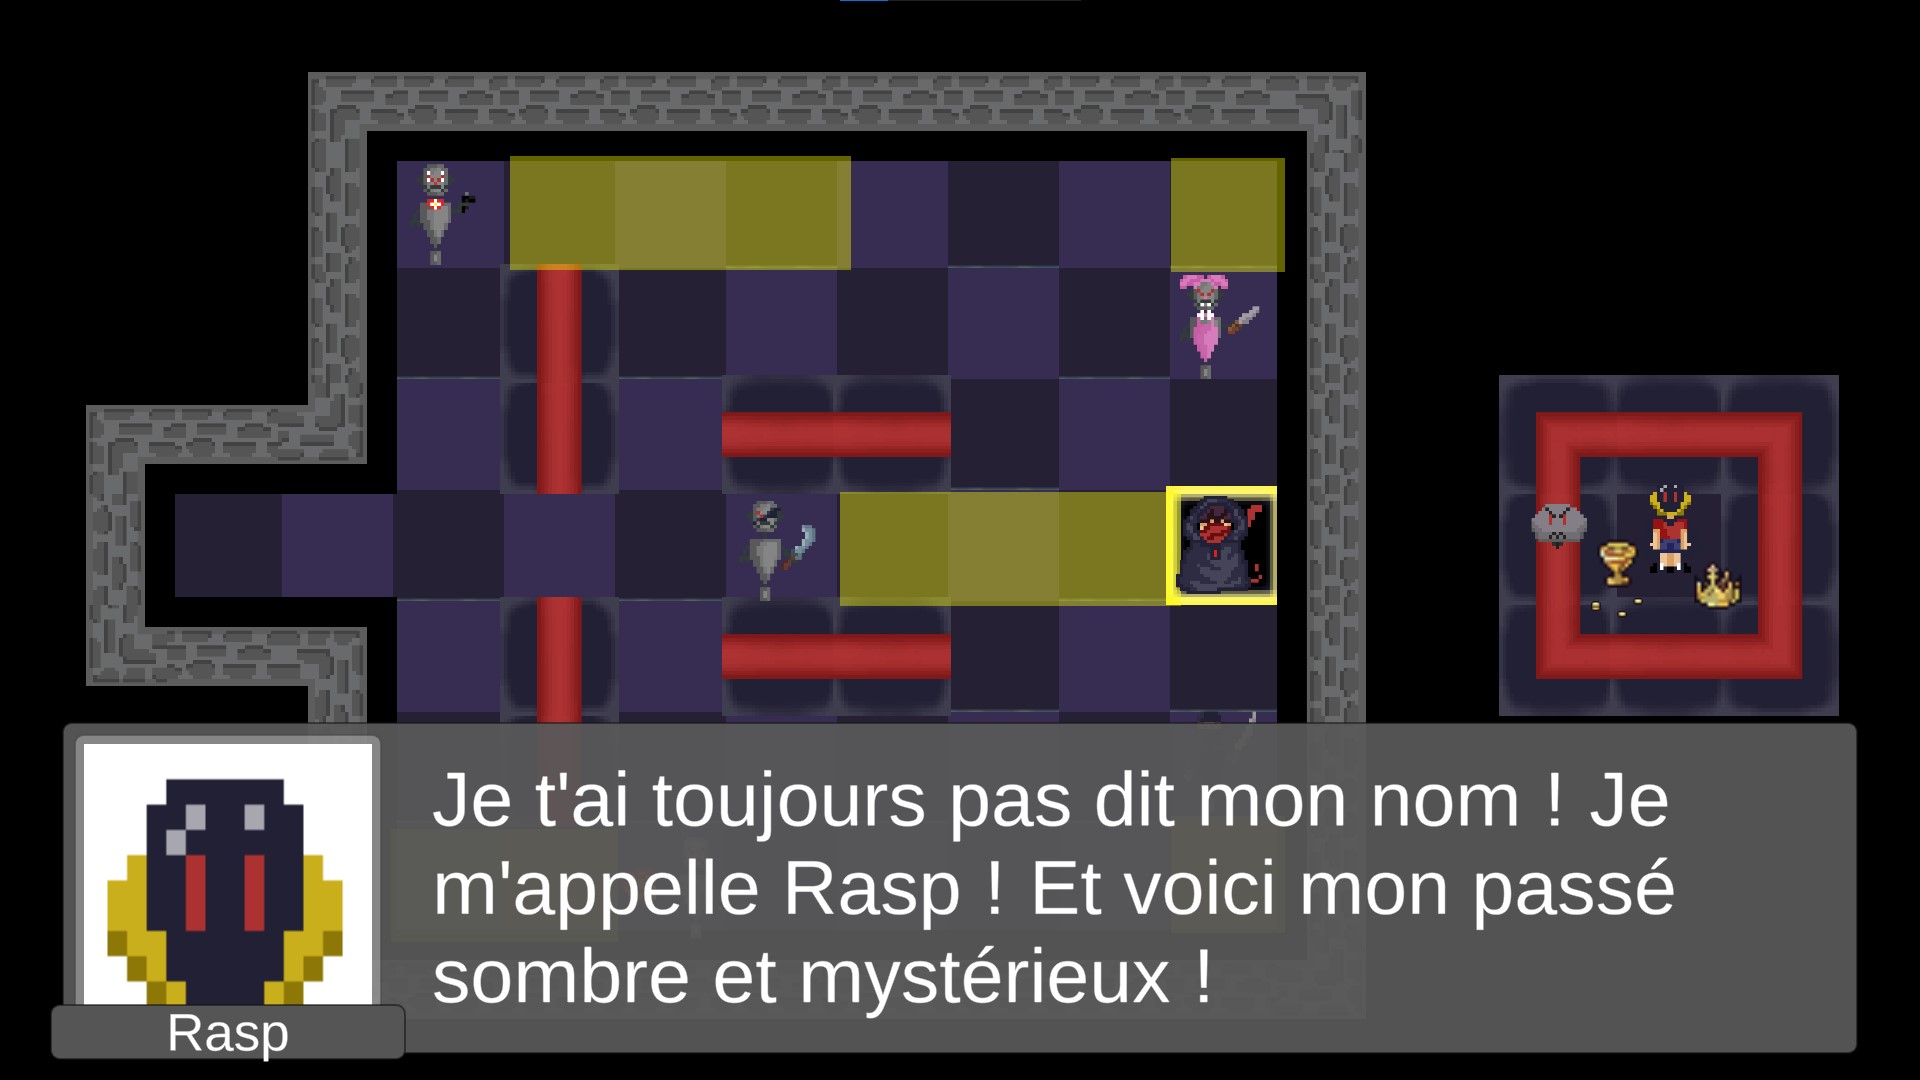 Je t'ai toujours pas dit mon nom ! Je
m'appelle Rasp ! Et voici mon passé
sombre et mystérieux !
Rasp